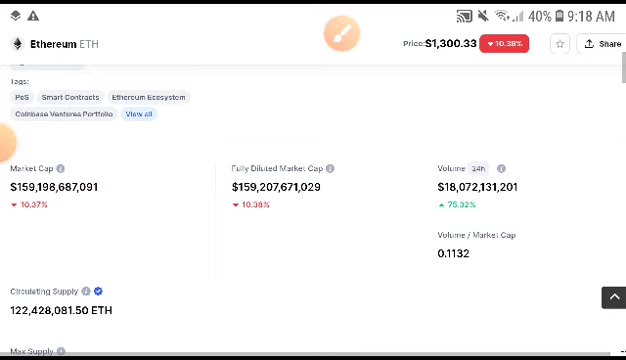 40% 9:18 AM
Ethereum ETH
Price:$1,300.33 10.38% Share
Tags:
PoS Smart Contracts Ethereum Ecosystem
Coinbase Ventures Portfolio View all
Market Cap Fully Diluted Market Cap Volume 24h
$159,198,687,091 $159,207,671,029 $18,072,131,201
10.37% 10.38% 75.32%
Volume / Market Cap
0.1132
Circulating Supply
122,428,081.50 ETH
Max Supply